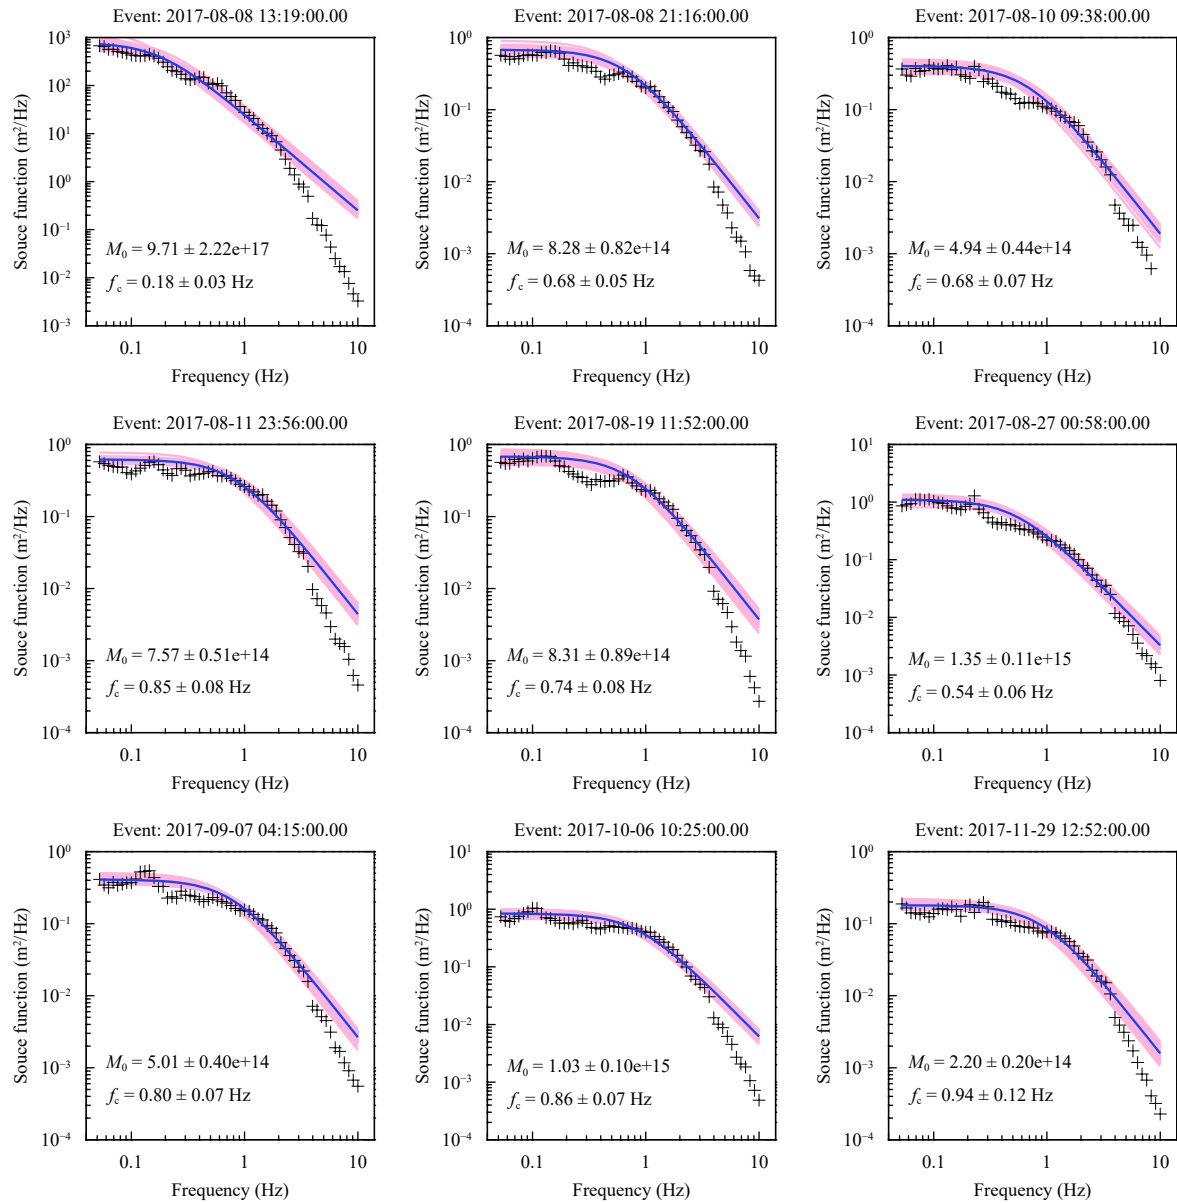 Event: 2017-08-08 13:19:00.00
Souce function (m²/Hz)
10³
10²
10¹
10⁰
10⁻¹
10⁻²
10⁻³
M₀ = 9.71 ± 2.22e+17
f_c = 0.18 ± 0.03 Hz
0.1 1 10
Frequency (Hz)
Event: 2017-08-08 21:16:00.00
Souce function (m²/Hz)
10⁰
10⁻¹
10⁻²
10⁻³
10⁻⁴
M₀ = 8.28 ± 0.82e+14
f_c = 0.68 ± 0.05 Hz
0.1 1 10
Frequency (Hz)
Event: 2017-08-10 09:38:00.00
Souce function (m²/Hz)
10⁰
10⁻¹
10⁻²
10⁻³
10⁻⁴
M₀ = 4.94 ± 0.44e+14
f_c = 0.68 ± 0.07 Hz
0.1 1 10
Frequency (Hz)
Event: 2017-08-11 23:56:00.00
Souce function (m²/Hz)
10⁰
10⁻¹
10⁻²
10⁻³
10⁻⁴
M₀ = 7.57 ± 0.51e+14
f_c = 0.85 ± 0.08 Hz
0.1 1 10
Frequency (Hz)
Event: 2017-08-19 11:52:00.00
Souce function (m²/Hz)
10⁰
10⁻¹
10⁻²
10⁻³
10⁻⁴
M₀ = 8.31 ± 0.89e+14
f_c = 0.74 ± 0.08 Hz
0.1 1 10
Frequency (Hz)
Event: 2017-08-27 00:58:00.00
Souce function (m²/Hz)
10¹
10⁰
10⁻¹
10⁻²
10⁻³
10⁻⁴
M₀ = 1.35 ± 0.11e+15
f_c = 0.54 ± 0.06 Hz
0.1 1 10
Frequency (Hz)
Event: 2017-09-07 04:15:00.00
Souce function (m²/Hz)
10⁰
10⁻¹
10⁻²
10⁻³
10⁻⁴
M₀ = 5.01 ± 0.40e+14
f_c = 0.80 ± 0.07 Hz
0.1 1 10
Frequency (Hz)
Event: 2017-10-06 10:25:00.00
Souce function (m²/Hz)
10¹
10⁰
10⁻¹
10⁻²
10⁻³
10⁻⁴
M₀ = 1.03 ± 0.10e+15
f_c = 0.86 ± 0.07 Hz
0.1 1 10
Frequency (Hz)
Event: 2017-11-29 12:52:00.00
Souce function (m²/Hz)
10⁰
10⁻¹
10⁻²
10⁻³
10⁻⁴
M₀ = 2.20 ± 0.20e+14
f_c = 0.94 ± 0.12 Hz
0.1 1 10
Frequency (Hz)